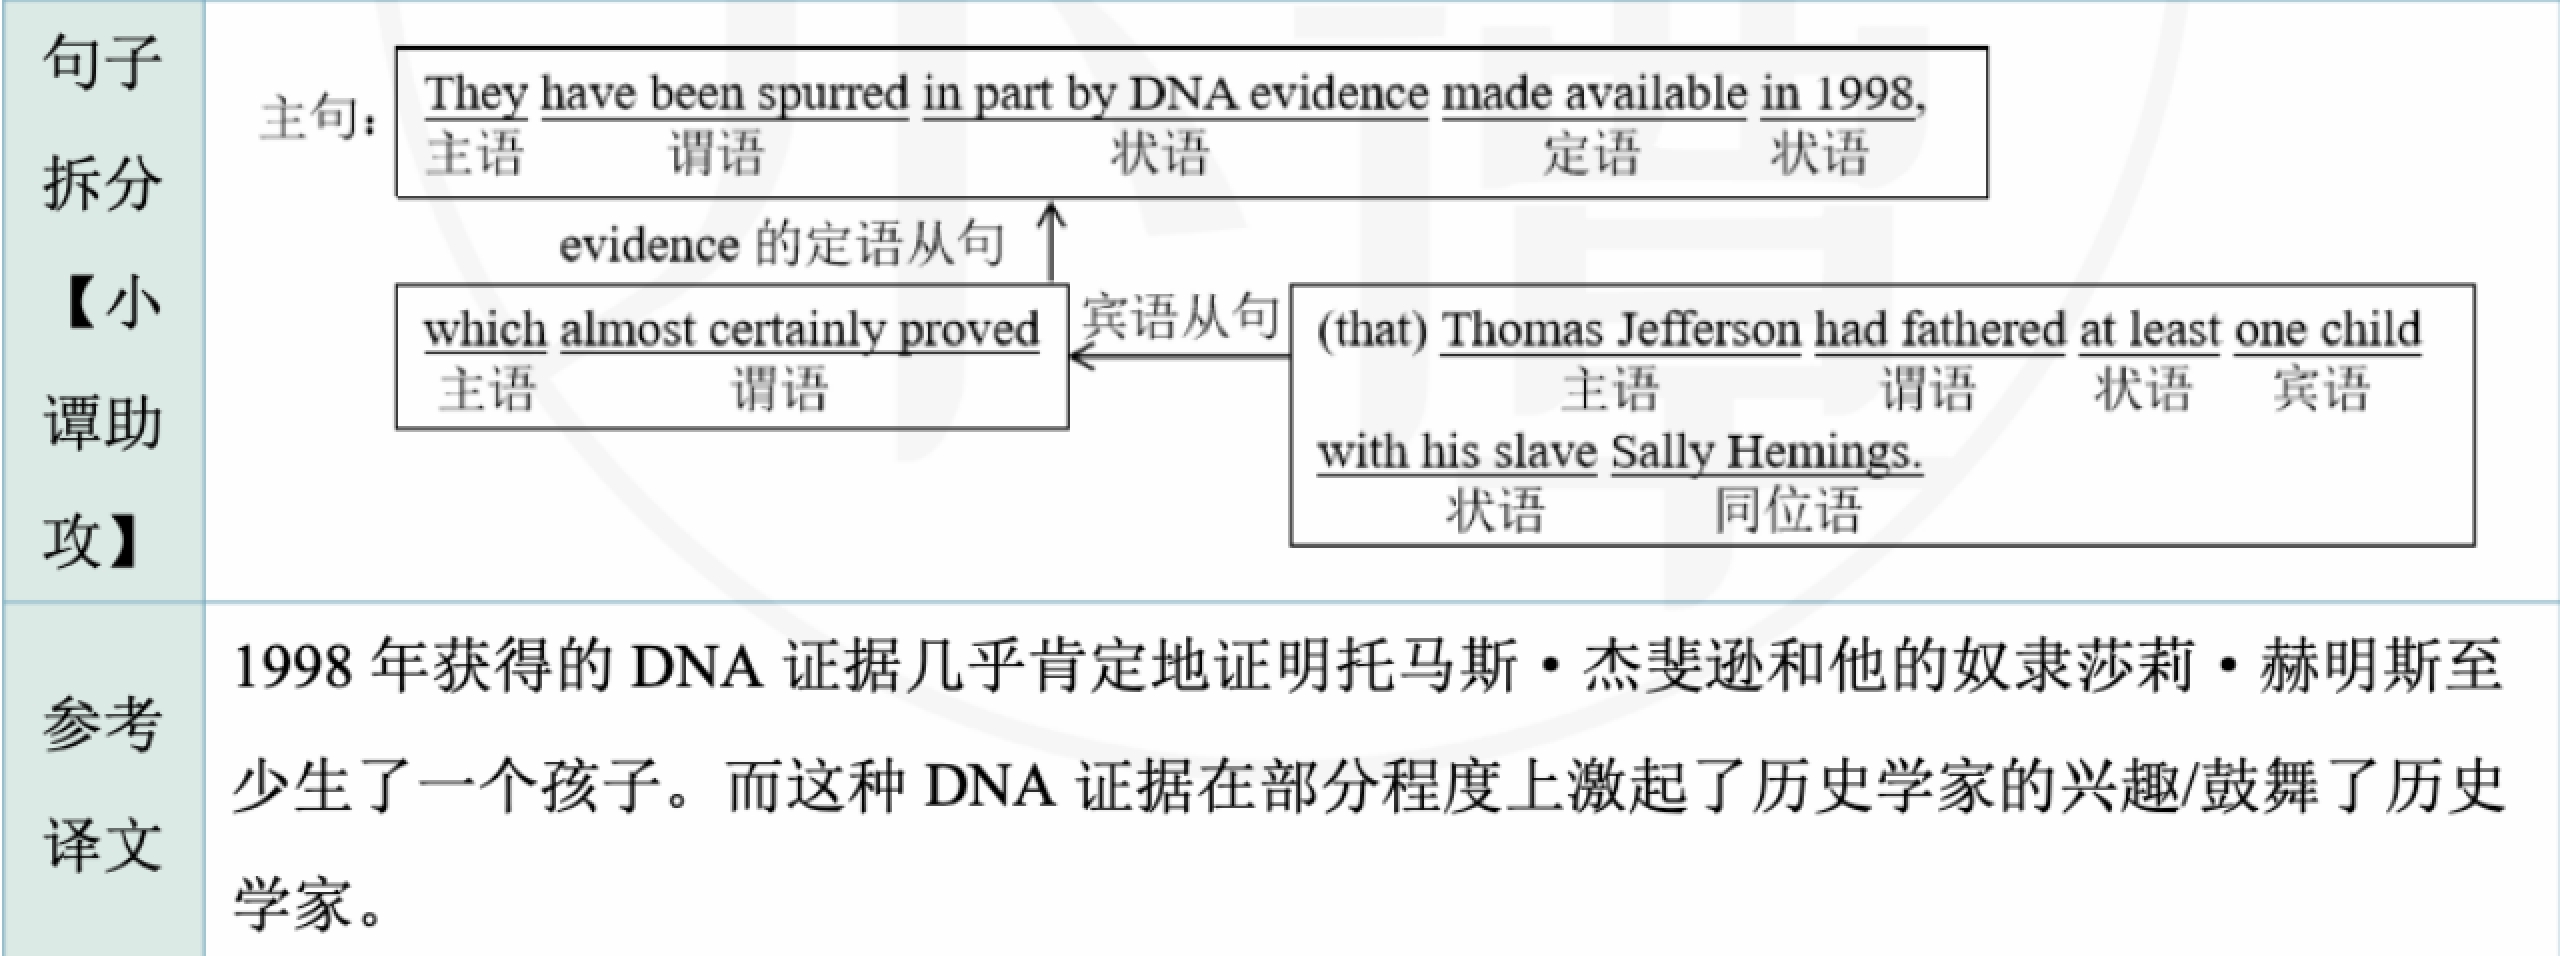 句子
拆分
【小
谭助
攻】
主句：
They have been spurred in part by DNA evidence made available in 1998,
主语 谓语 状语 定语 状语
evidence 的定语从句
which almost certainly proved
主语 谓语
宾语从句
(that) Thomas Jefferson had fathered at least one child
主语 谓语 状语 宾语
with his slave Sally Hemings.
状语 同位语
参考
译文
1998 年获得的 DNA 证据几乎肯定地证明托马斯·杰斐逊和他的奴隶莎莉·赫明斯至
少生了一个孩子。而这种 DNA 证据在部分程度上激起了历史学家的兴趣/鼓舞了历史
学家。